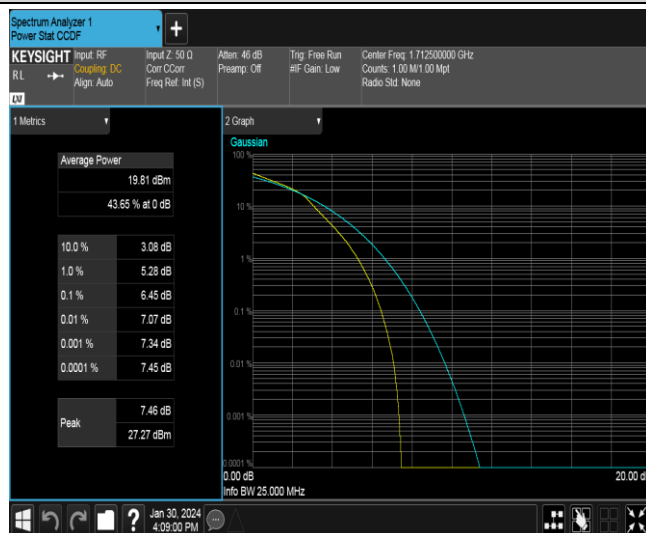 Spectrum Analyzer 1
Power Stat CCDF
+
KEYSIGHT Input: RF Input Z: 50 Ω Atten: 46 dB Trig: Free Run Center Freq: 1.712500000 GHz
RL Coupling: DC Corr CCorr Preamp: Off #IF Gain: Low Counts: 1.00 M/1.00 Mpt
Align: Auto Freq Ref: Int (S) Radio Std: None
LXI
1 Metrics
2 Graph
Average Power
19.81 dBm
43.65 % at 0 dB
10.0 % 3.08 dB
1.0 % 5.28 dB
0.1 % 6.45 dB
0.01 % 7.07 dB
0.001 % 7.34 dB
0.0001 % 7.45 dB
Peak
7.46 dB
27.27 dBm
Gaussian
100 %
10 %
1 %
0.1 %
0.01 %
0.001 %
0.0001 %
0.00 dB 20.00 d
Info BW 25.000 MHz
? Jan 30, 2024
4:09:00 PM